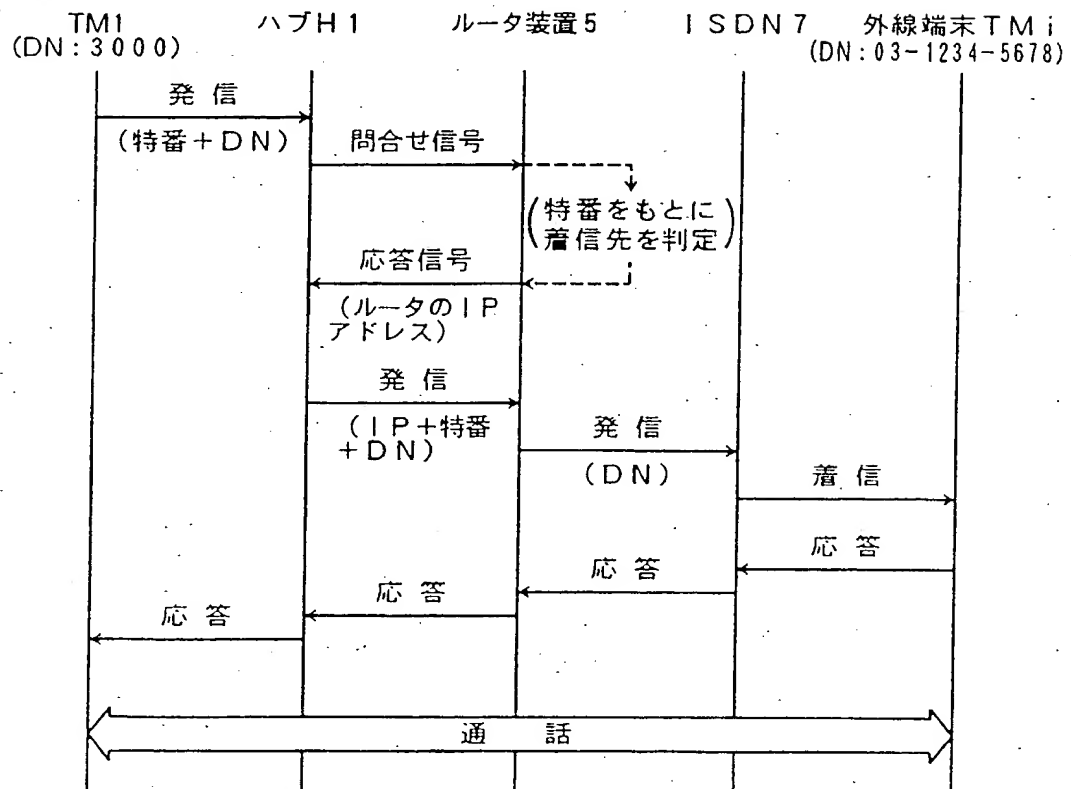 TM1 ハブH1 ルータ装置5 ISDN7 外線端末TMi
(DN:3000) (DN:03-1234-5678)
発信
(特番+DN) 問合せ信号
(特番をもとに
着信先を判定)
応答信号
(ルータのIP
アドレス)
発信
(IP+特番 発信
+DN) (DN) 着信
応答
応答
応答
応答
通話